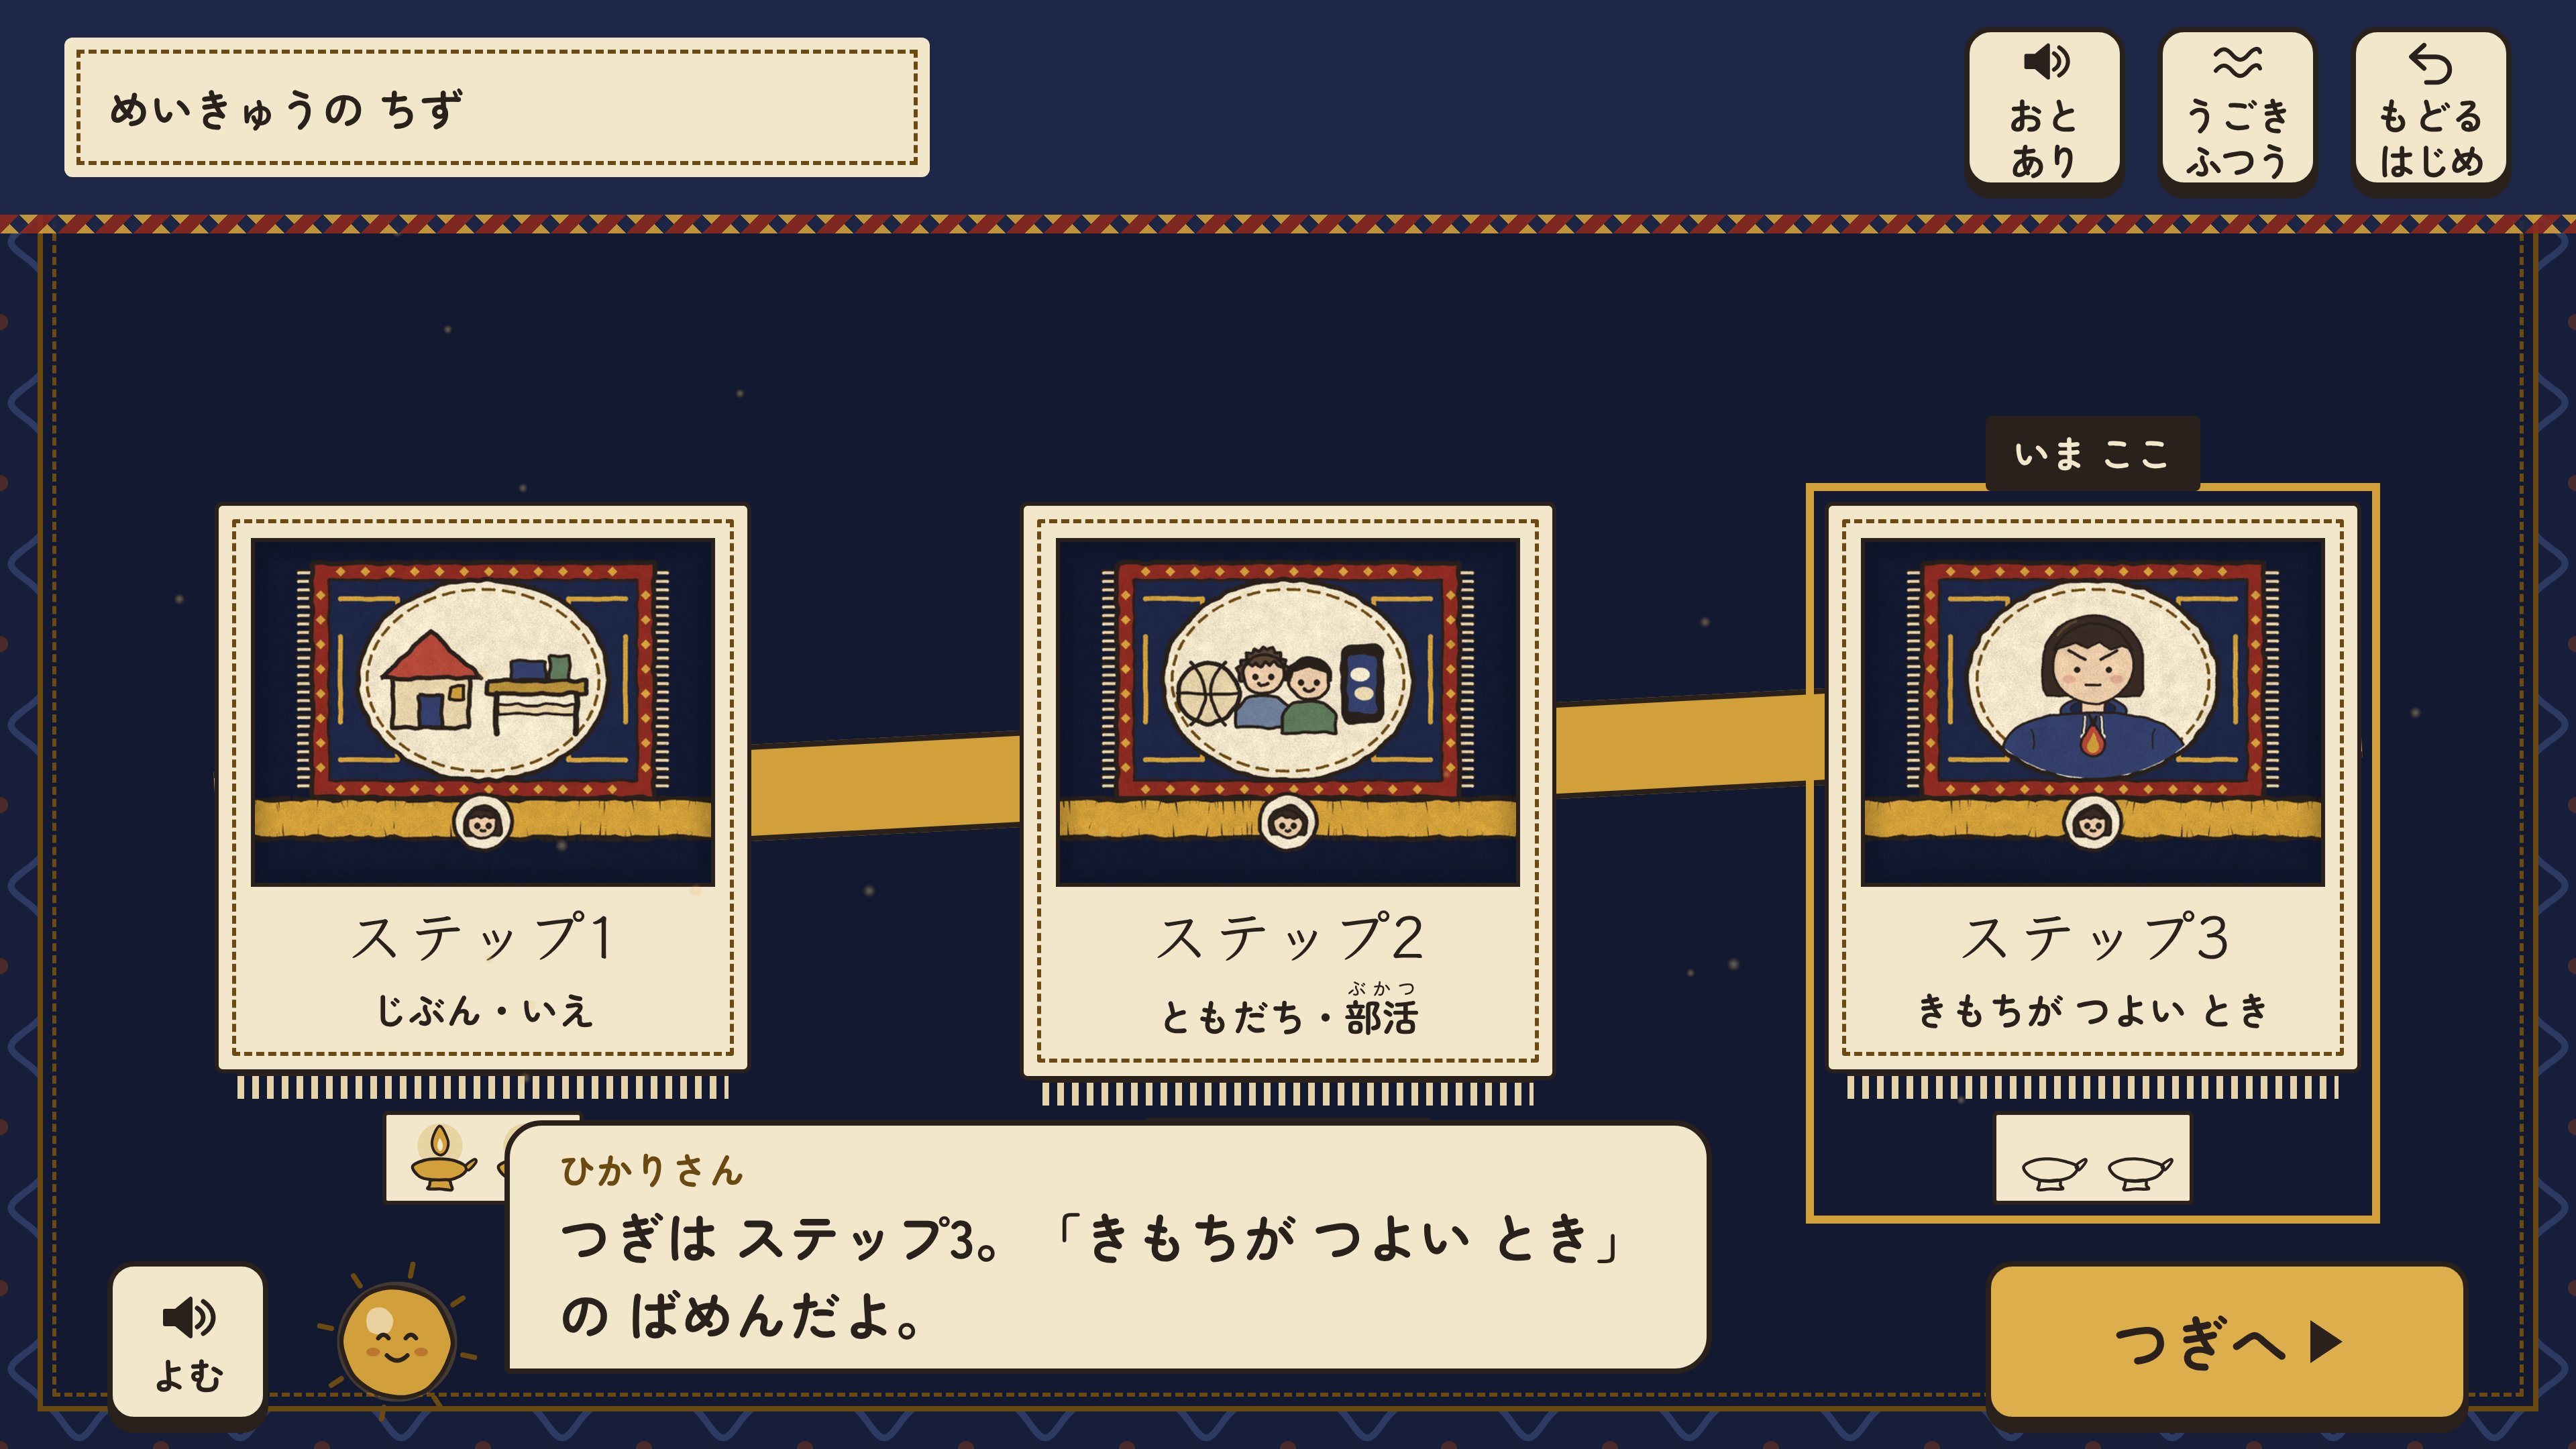 めいきゅうの ちず
おと
あり
うごき
ふつう
もどる
はじめ
いま ここ
ステップ1
じぶん・いえ
ステップ2
ぶかつ
ともだち・部活
ステップ3
きもちが つよい とき
ひかりさん
つぎは ステップ3。「きもちが つよい とき」
の ばめんだよ。
よむ
つぎへ ▶